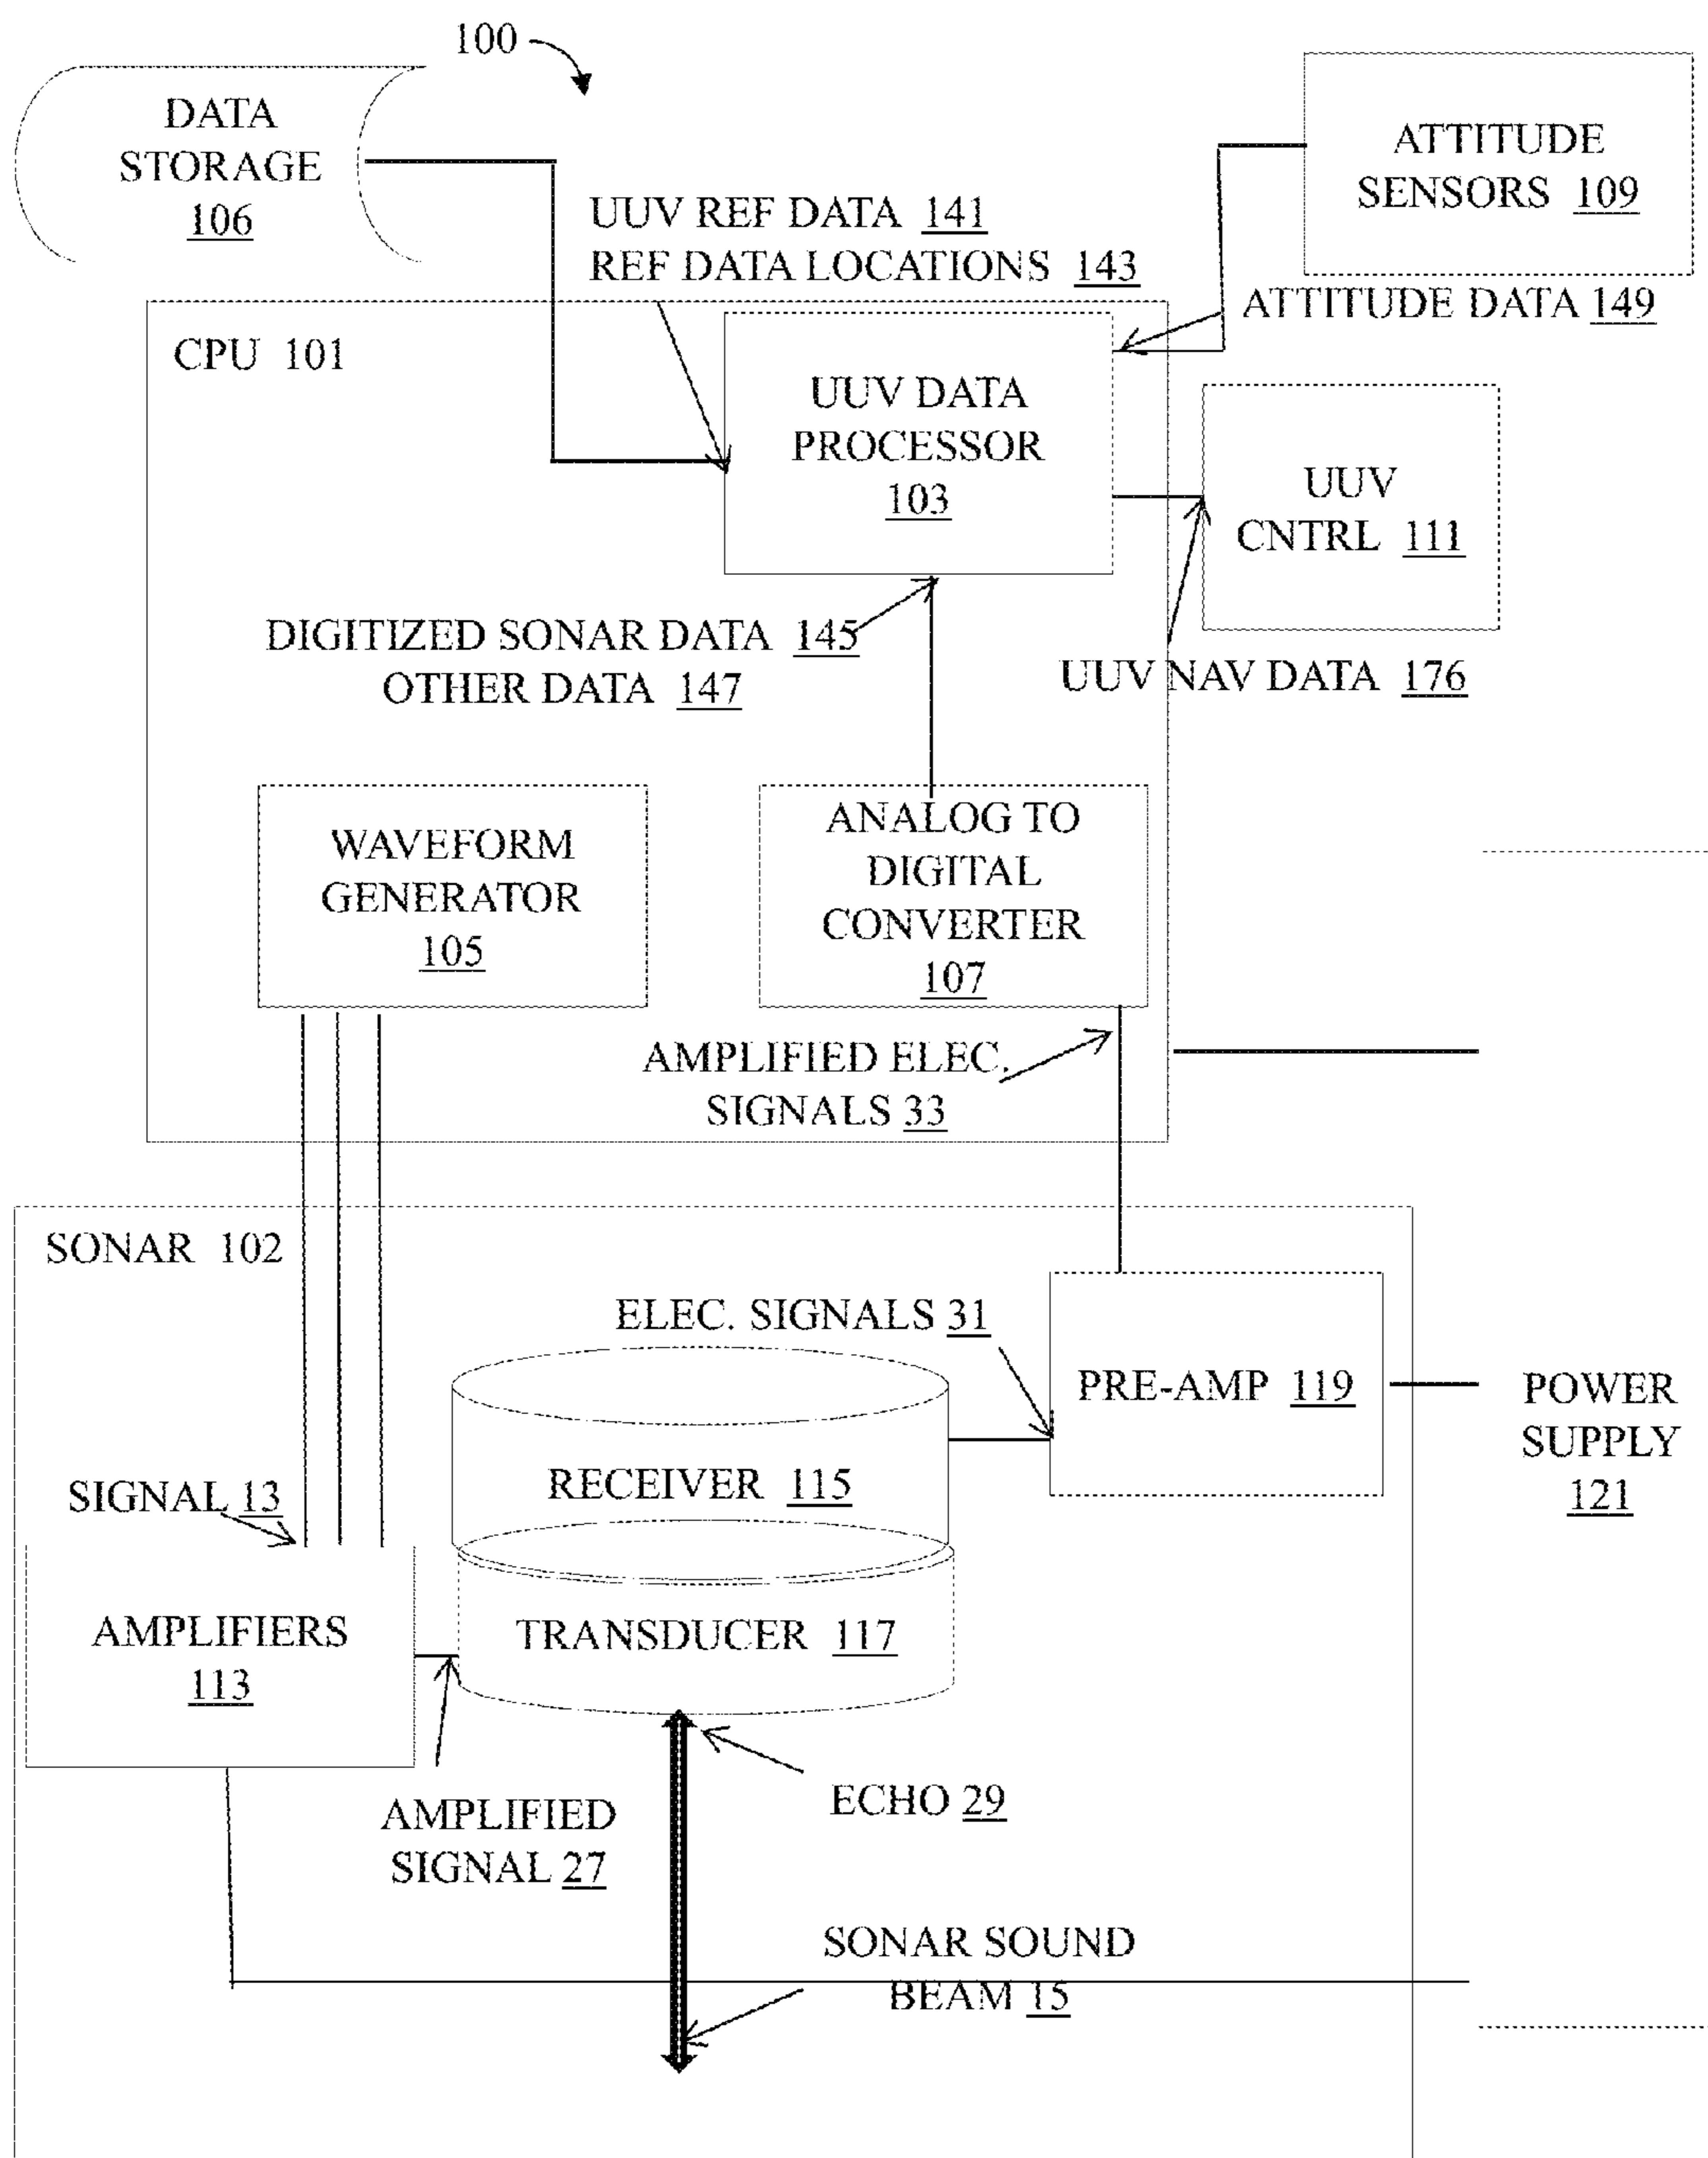 100
DATA
STORAGE
106
ATTITUDE
SENSORS 109
UUV REF DATA 141
REF DATA LOCATIONS 143
ATTITUDE DATA 149
CPU 101
UUV DATA
PROCESSOR
103
UUV
CNTRL 111
DIGITIZED SONAR DATA 145
OTHER DATA 147
UUV NAV DATA 176
WAVEFORM
GENERATOR
105
ANALOG TO
DIGITAL
CONVERTER
107
AMPLIFIED ELEC.
SIGNALS 33
SONAR 102
ELEC. SIGNALS 31
PRE-AMP 119
POWER
SUPPLY
121
RECEIVER 115
SIGNAL 13
AMPLIFIERS
113
TRANSDUCER 117
AMPLIFIED
SIGNAL 27
ECHO 29
SONAR SOUND
BEAM 15